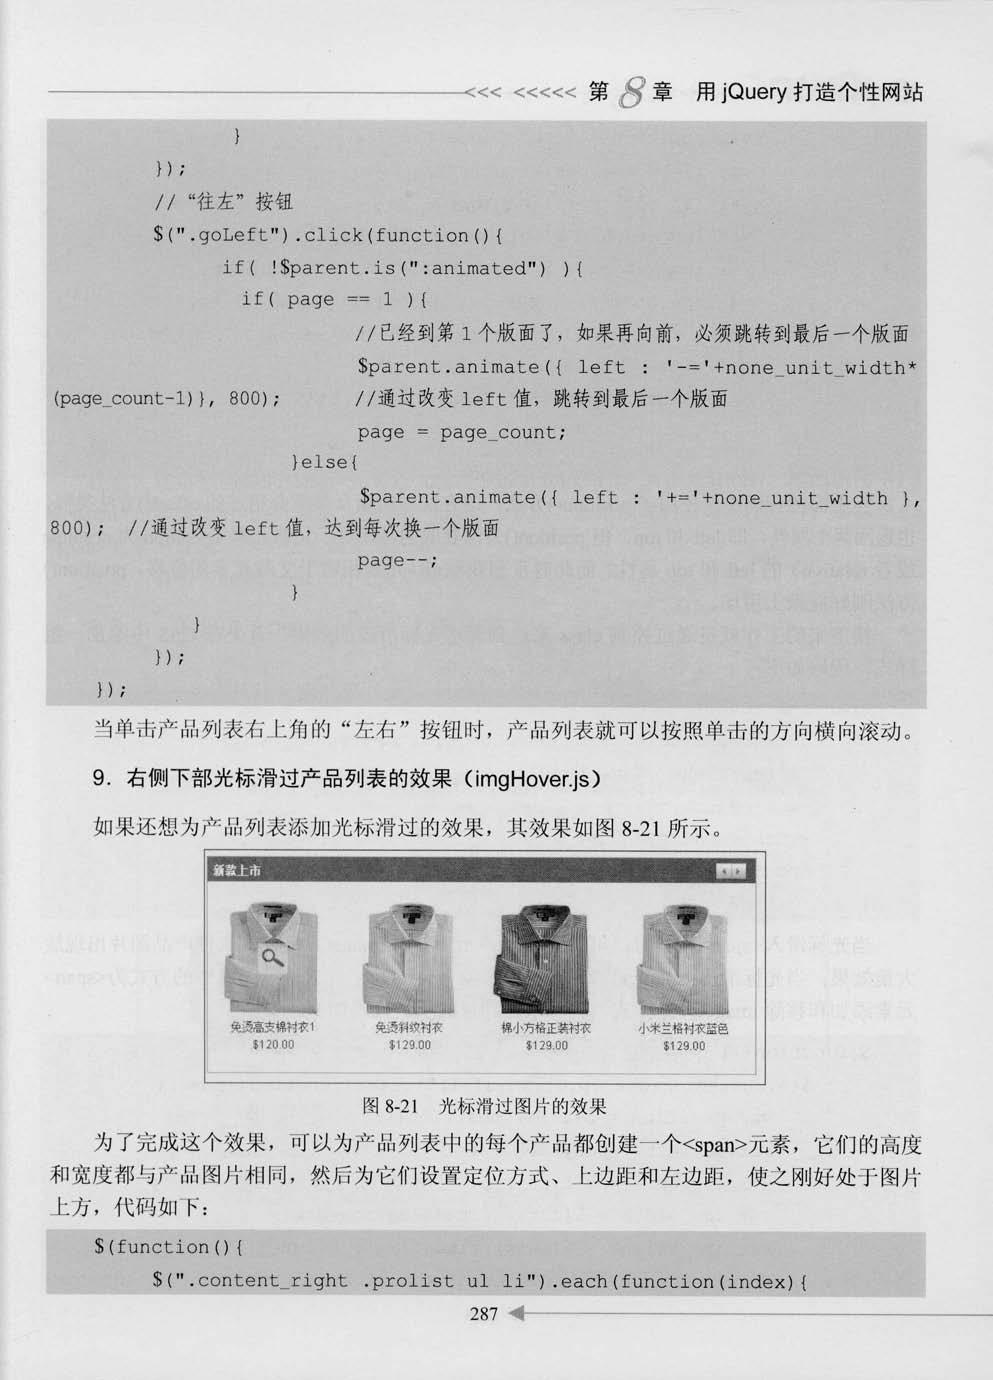 <<< <<<<< 第8章 用 jQuery 打造个性网站
}
});
// “往左”按钮
$(".goLeft").click(function(){
if( !$parent.is(":animated") ){
if( page == 1 ){
//已经到第 1 个版面了，如果再向前，必须跳转到最后一个版面
$parent.animate({ left : '-='+none_unit_width*
(page_count-1)}, 800); //通过改变 left 值，跳转到最后一个版面
page = page_count;
}else{
$parent.animate({ left : '+='+none_unit_width },
800); //通过改变 left 值，达到每次换一个版面
page--;
}
}
});
});
当单击产品列表右上角的“左右”按钮时，产品列表就可以按照单击的方向横向滚动。
9．右侧下部光标滑过产品列表的效果（imgHover.js）
如果还想为产品列表添加光标滑过的效果，其效果如图 8-21 所示。
新款上市
免烫高支棉衬衣1 免烫斜纹衬衣 棉小方格正装衬衣 小米兰格衬衣蓝色
$120.00 $129.00 $129.00 $129.00
图 8-21 光标滑过图片的效果
为了完成这个效果，可以为产品列表中的每个产品都创建一个<span>元素，它们的高度
和宽度都与产品图片相同，然后为它们设置定位方式、上边距和左边距，使之刚好处于图片
上方，代码如下：
$(function(){
$(".content_right .prolist ul li").each(function(index){
287